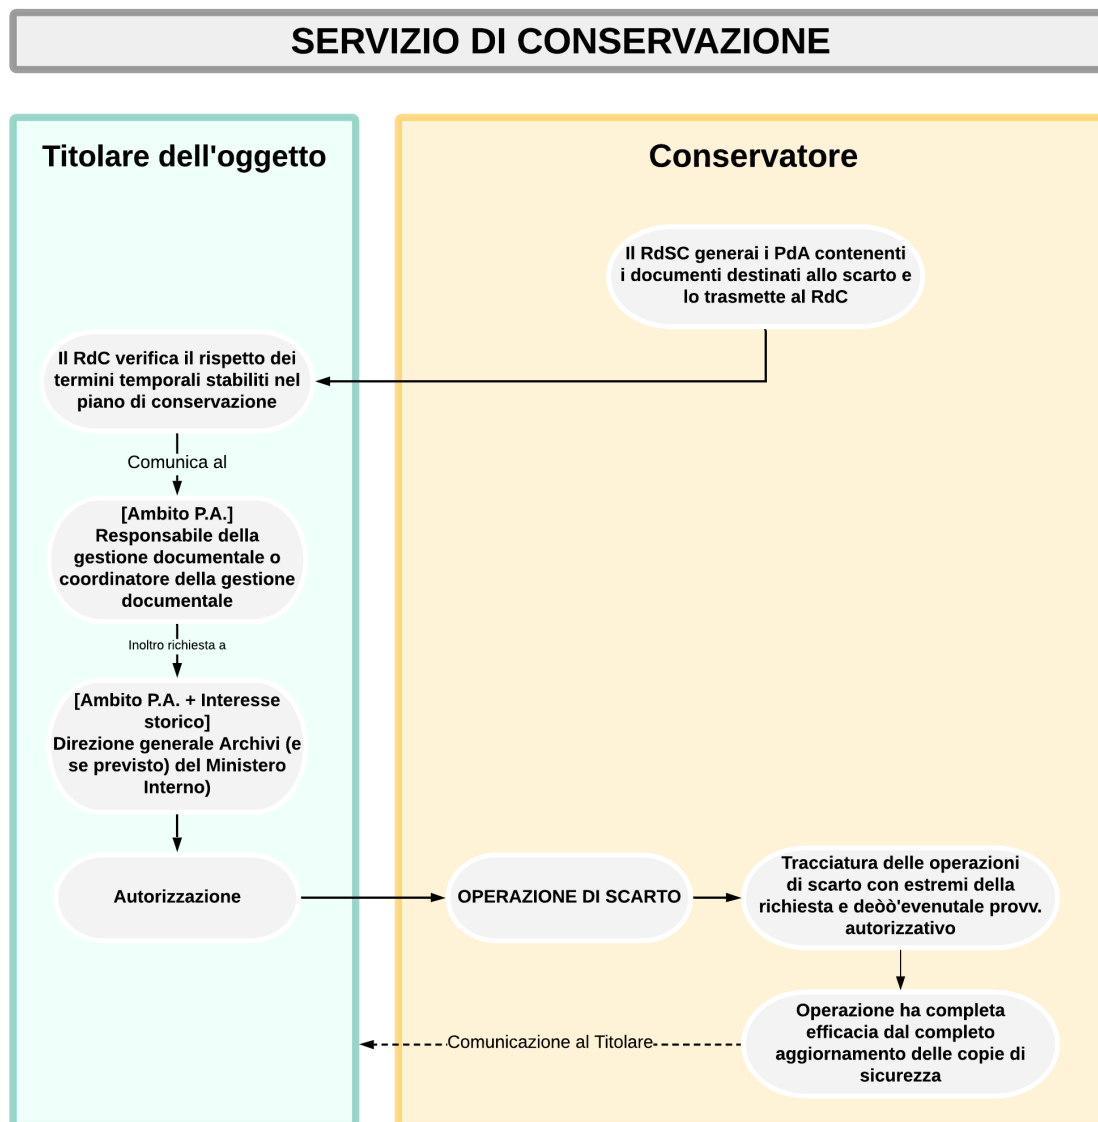 SERVIZIO DI CONSERVAZIONE
Titolare dell'oggetto
Conservatore
Il RdSC generai i PdA contenenti
i documenti destinati allo scarto e
lo trasmette al RdC
Il RdC verifica il rispetto dei
termini temporali stabiliti nel
piano di conservazione
Comunica al
[Ambito P.A.]
Responsabile della
gestione documentale o
coordinatore della gestione
documentale
Inoltro richiesta a
[Ambito P.A. + Interesse
storico]
Direzione generale Archivi (e
se previsto) del Ministero
Interno)
Autorizzazione
OPERAZIONE DI SCARTO
Tracciatura delle operazioni
di scarto con estremi della
richiesta e deòò'evenutale provv.
autorizzativo
Operazione ha completa
efficacia dal completo
aggiornamento delle copie di
sicurezza
Comunicazione al Titolare